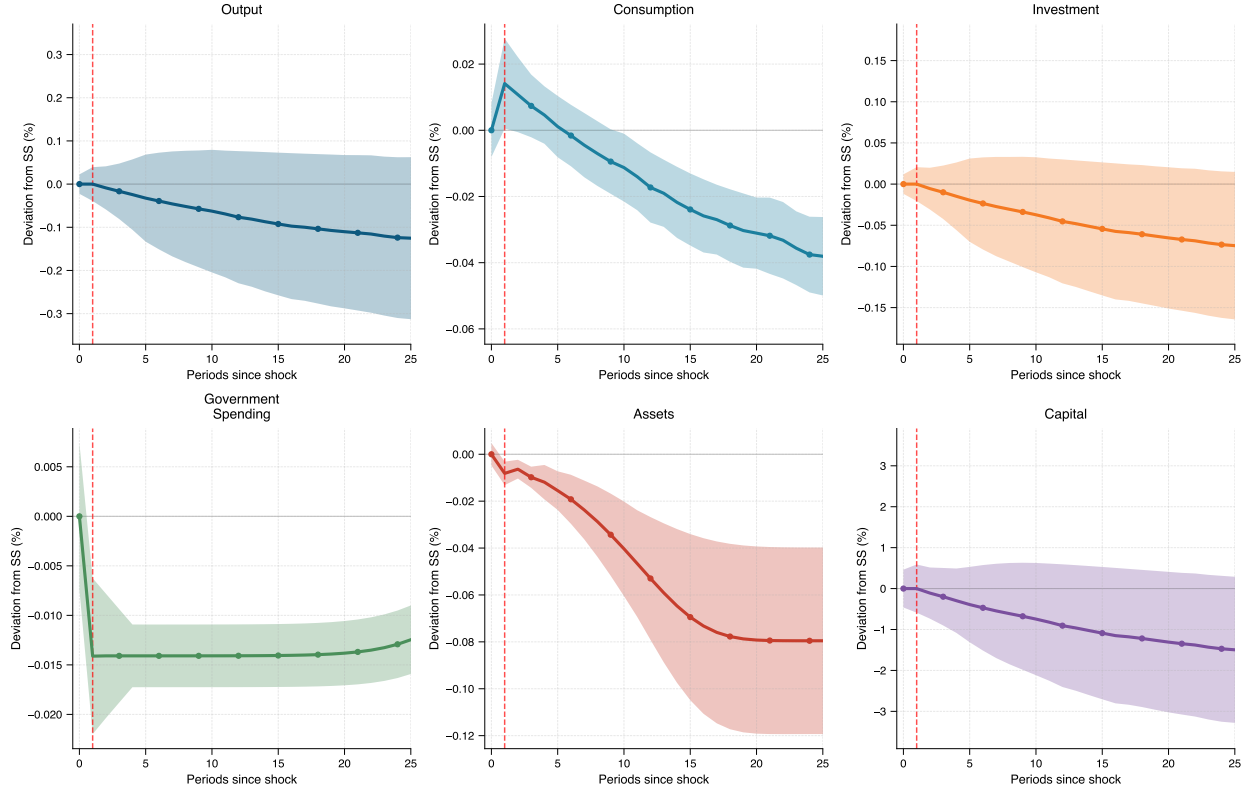 Output
Deviation from SS (%)
0.3
0.2
0.1
0.0
−0.1
−0.2
−0.3
0 5 10 15 20 25
Periods since shock
Consumption
Deviation from SS (%)
0.02
0.00
−0.02
−0.04
−0.06
0 5 10 15 20 25
Periods since shock
Investment
Deviation from SS (%)
0.15
0.10
0.05
0.00
−0.05
−0.10
−0.15
0 5 10 15 20 25
Periods since shock
Government
Spending
Deviation from SS (%)
0.005
0.000
−0.005
−0.010
−0.015
−0.020
0 5 10 15 20 25
Periods since shock
Assets
Deviation from SS (%)
0.00
−0.02
−0.04
−0.06
−0.08
−0.10
−0.12
0 5 10 15 20 25
Periods since shock
Capital
Deviation from SS (%)
3
2
1
0
−1
−2
−3
0 5 10 15 20 25
Periods since shock